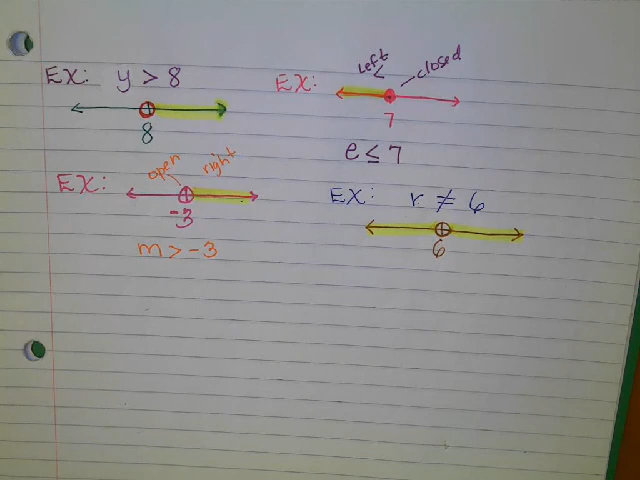 EX: y > 8
8
EX:
open
right
-3
m > -3
EX:
Left
<
closed
7
e ≤ 7
EX: r ≠ 6
6